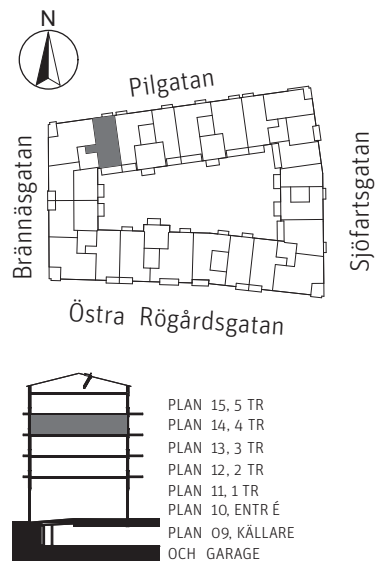 N
Pilgatan
Brännäsgatan
Sjöfartsgatan
Östra Rögårdsgatan
PLAN 15, 5 TR
PLAN 14, 4 TR
PLAN 13, 3 TR
PLAN 12, 2 TR
PLAN 11, 1 TR
PLAN 10, ENTRÉ
PLAN 09, KÄLLARE
OCH GARAGE